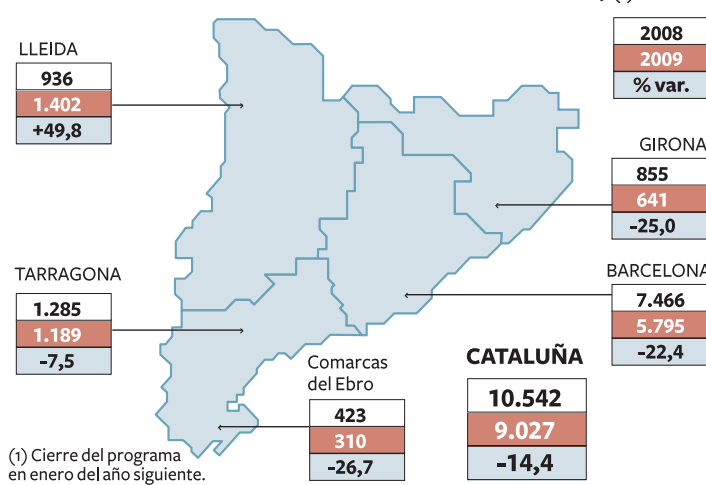 2008
2009
% var.
LLEIDA
936
1.402
+49,8
GIRONA
855
641
-25,0
TARRAGONA
1.285
1.189
-7,5
BARCELONA
7.466
5.795
-22,4
Comarcas
del Ebro
423
310
-26,7
CATALUÑA
10.542
9.027
-14,4
(1) Cierre del programa
en enero del año siguiente.